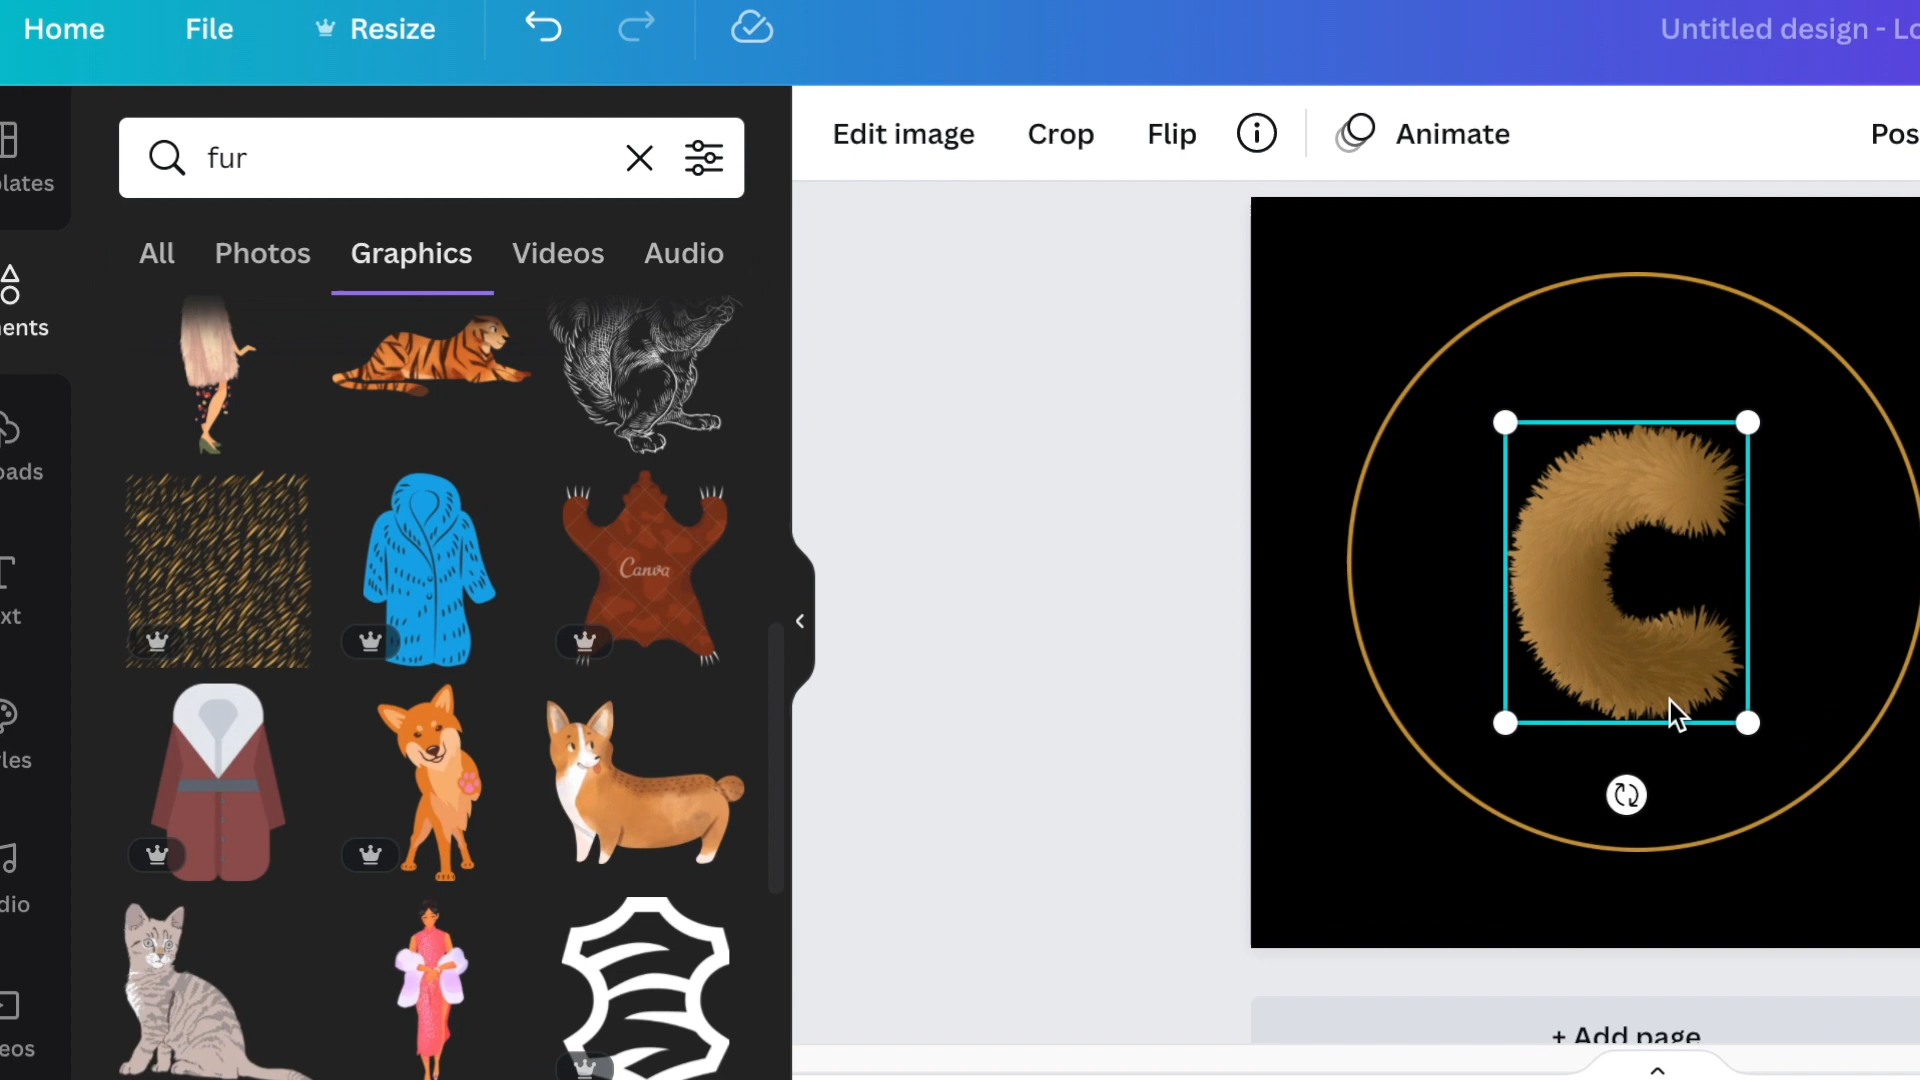 Home File Resize Untitled design - Lo
lates
fur
Edit image Crop Flip Animate Pos
All Photos Graphics Videos Audio
ents
oads
Canva
xt
les
dio
eos
+ Add page